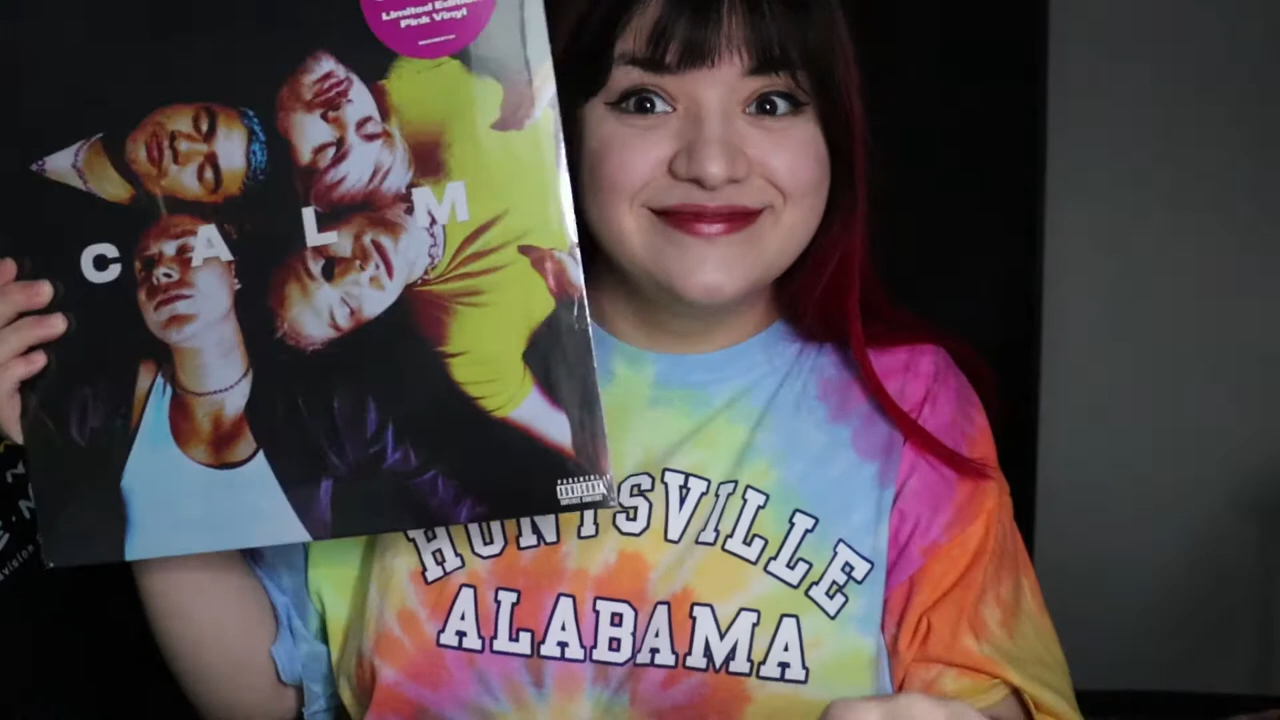 Limited Edition
Pink Vinyl
C A L M
PARENTAL
ADVISORY
EXPLICIT CONTENT
HUNTSVILLE
ALABAMA